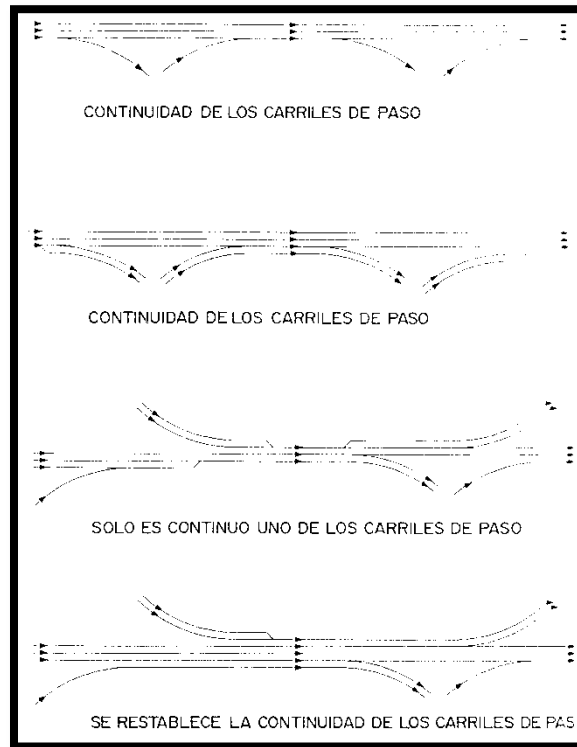 CONTINUIDAD DE LOS CARRILES DE PASO
CONTINUIDAD DE LOS CARRILES DE PASO
SOLO ES CONTINUO UNO DE LOS CARRILES DE PASO
SE RESTABLECE LA CONTINUIDAD DE LOS CARRILES DE PAS